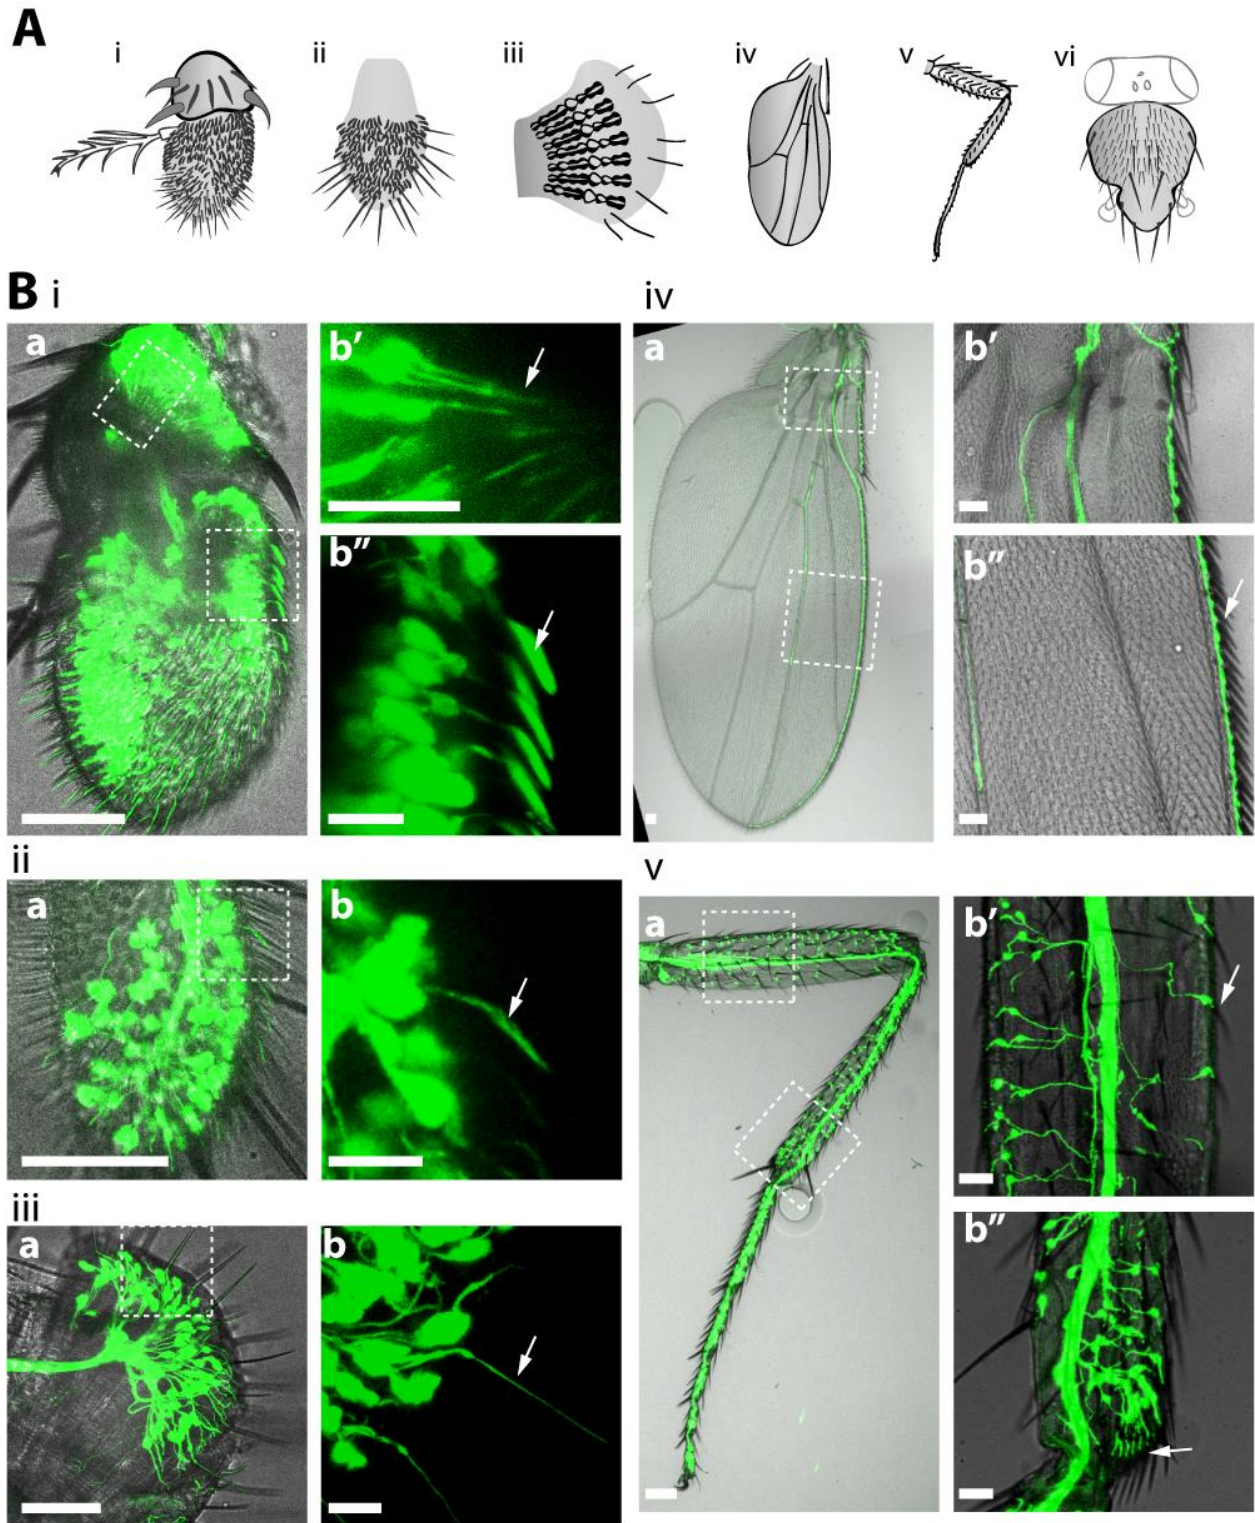 A
i ii iii iv v vi
B i iv
a b′ a b′
b″ b″
ii v
a b a b′
iii
a b b″